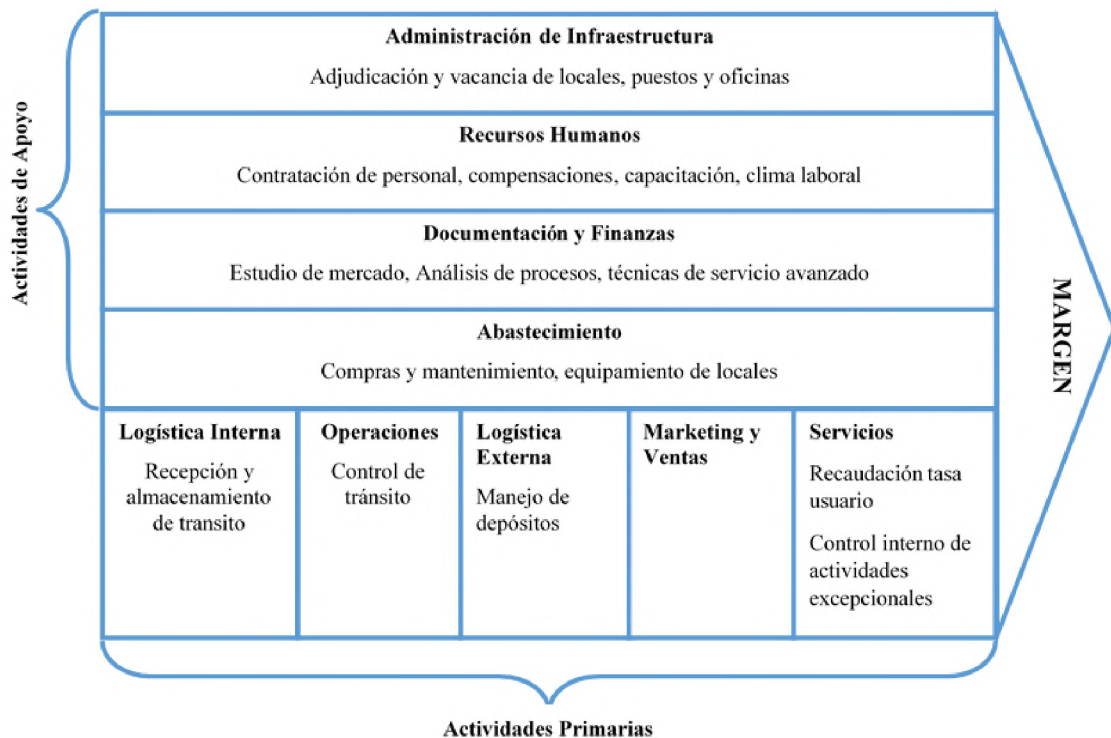 Actividades de Apoyo
Administración de Infraestructura
Adjudicación y vacancia de locales, puestos y oficinas
Recursos Humanos
Contratación de personal, compensaciones, capacitación, clima laboral
Documentación y Finanzas
Estudio de mercado, Análisis de procesos, técnicas de servicio avanzado
Abastecimiento
Compras y mantenimiento, equipamiento de locales
Logística Interna
Recepción y
almacenamiento
de transito
Operaciones
Control de
tránsito
Logística
Externa
Manejo de
depósitos
Marketing y
Ventas
Servicios
Recaudación tasa
usuario
Control interno de
actividades
excepcionales
MARGEN
Actividades Primarias